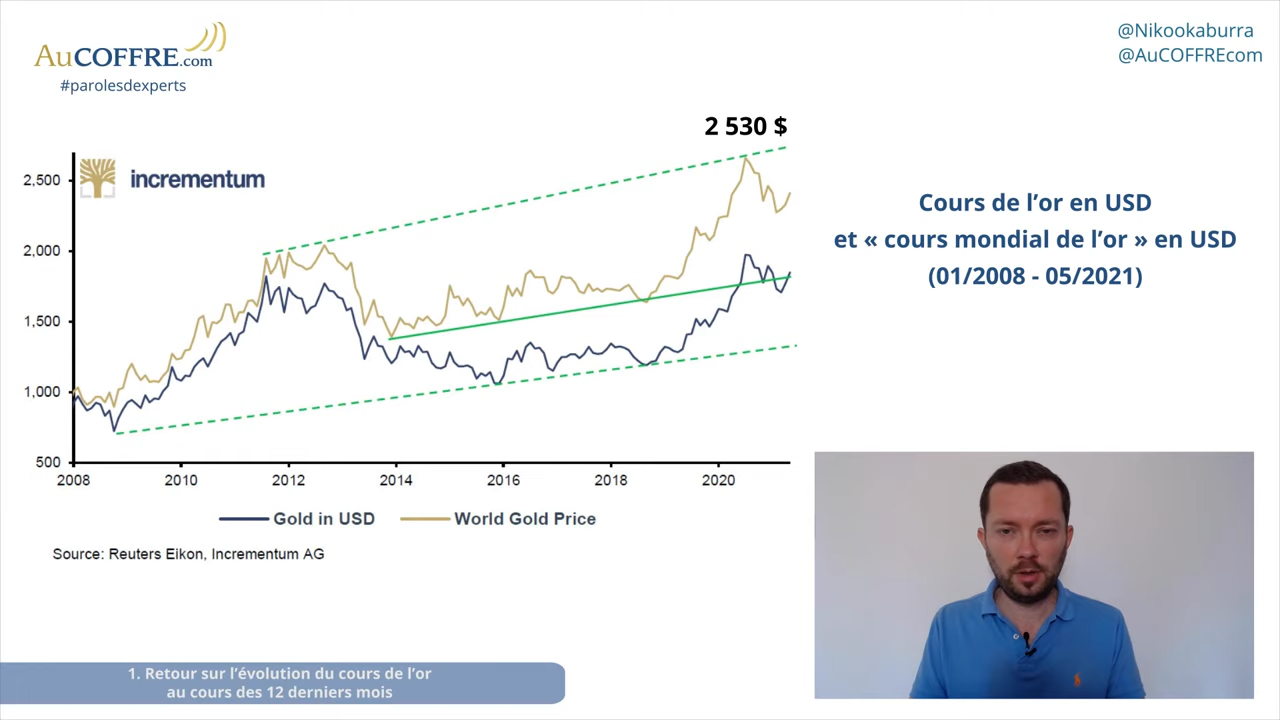 AuCOFFRE.com
#parolesdexperts
@Nikookaburra
@AuCOFFREcom
2 530 $
incrementum
2,500
2,000
1,500
1,000
500
2008
2010
2012
2014
2016
2018
2020
Gold in USD
World Gold Price
Source: Reuters Eikon, Incrementum AG
Cours de l’or en USD
et « cours mondial de l’or » en USD
(01/2008 - 05/2021)
1. Retour sur l’évolution du cours de l’or
au cours des 12 derniers mois